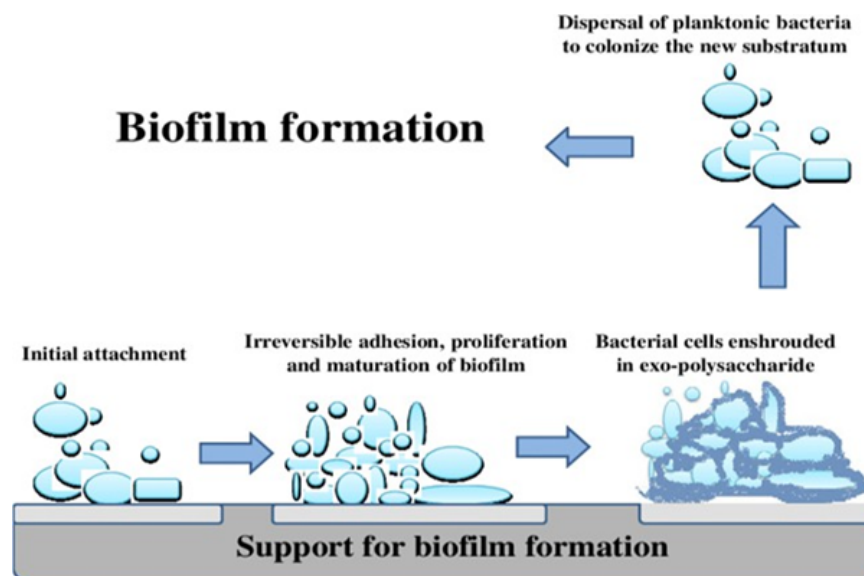 Dispersal of planktonic bacteria
to colonize the new substratum
Biofilm formation
Initial attachment
Irreversible adhesion, proliferation
and maturation of biofilm
Bacterial cells enshrouded
in exo-polysaccharide
Support for biofilm formation